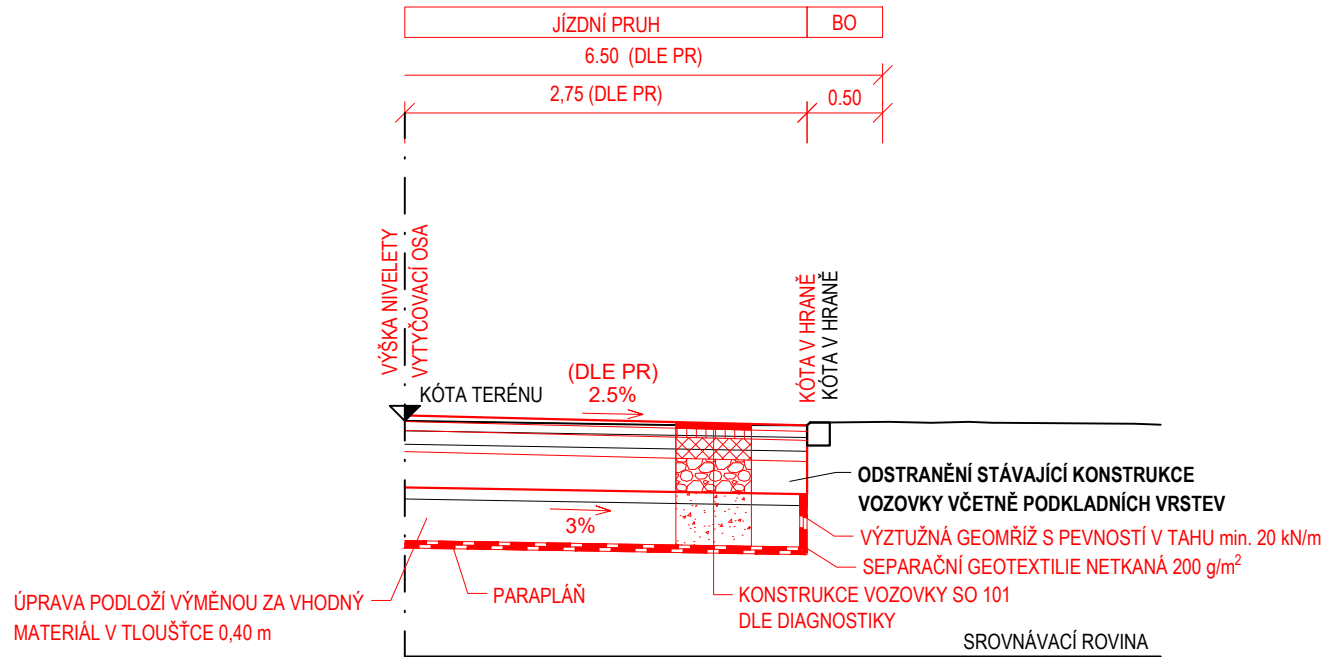 JÍZDNÍ PRUH
BO
6.50 (DLE PR)
2,75 (DLE PR)
0.50
VÝŠKA NIVELETY
VYTYČOVACÍ OSA
KÓTA V HRANĚ
KÓTA V HRANĚ
(DLE PR)
2.5%
KÓTA TERÉNU
ODSTRANĚNÍ STÁVAJÍCÍ KONSTRUKCE
VOZOVKY VČETNĚ PODKLADNÍCH VRSTEV
3%
VÝZTUŽNÁ GEOMŘÍŽ S PEVNOSTÍ V TAHU min. 20 kN/m
SEPARAČNÍ GEOTEXTILIE NETKANÁ 200 g/m²
ÚPRAVA PODLOŽÍ VÝMĚNOU ZA VHODNÝ
MATERIÁL V TLOUŠŤCE 0,40 m
PARAPLÁŇ
KONSTRUKCE VOZOVKY SO 101
DLE DIAGNOSTIKY
SROVNÁVACÍ ROVINA